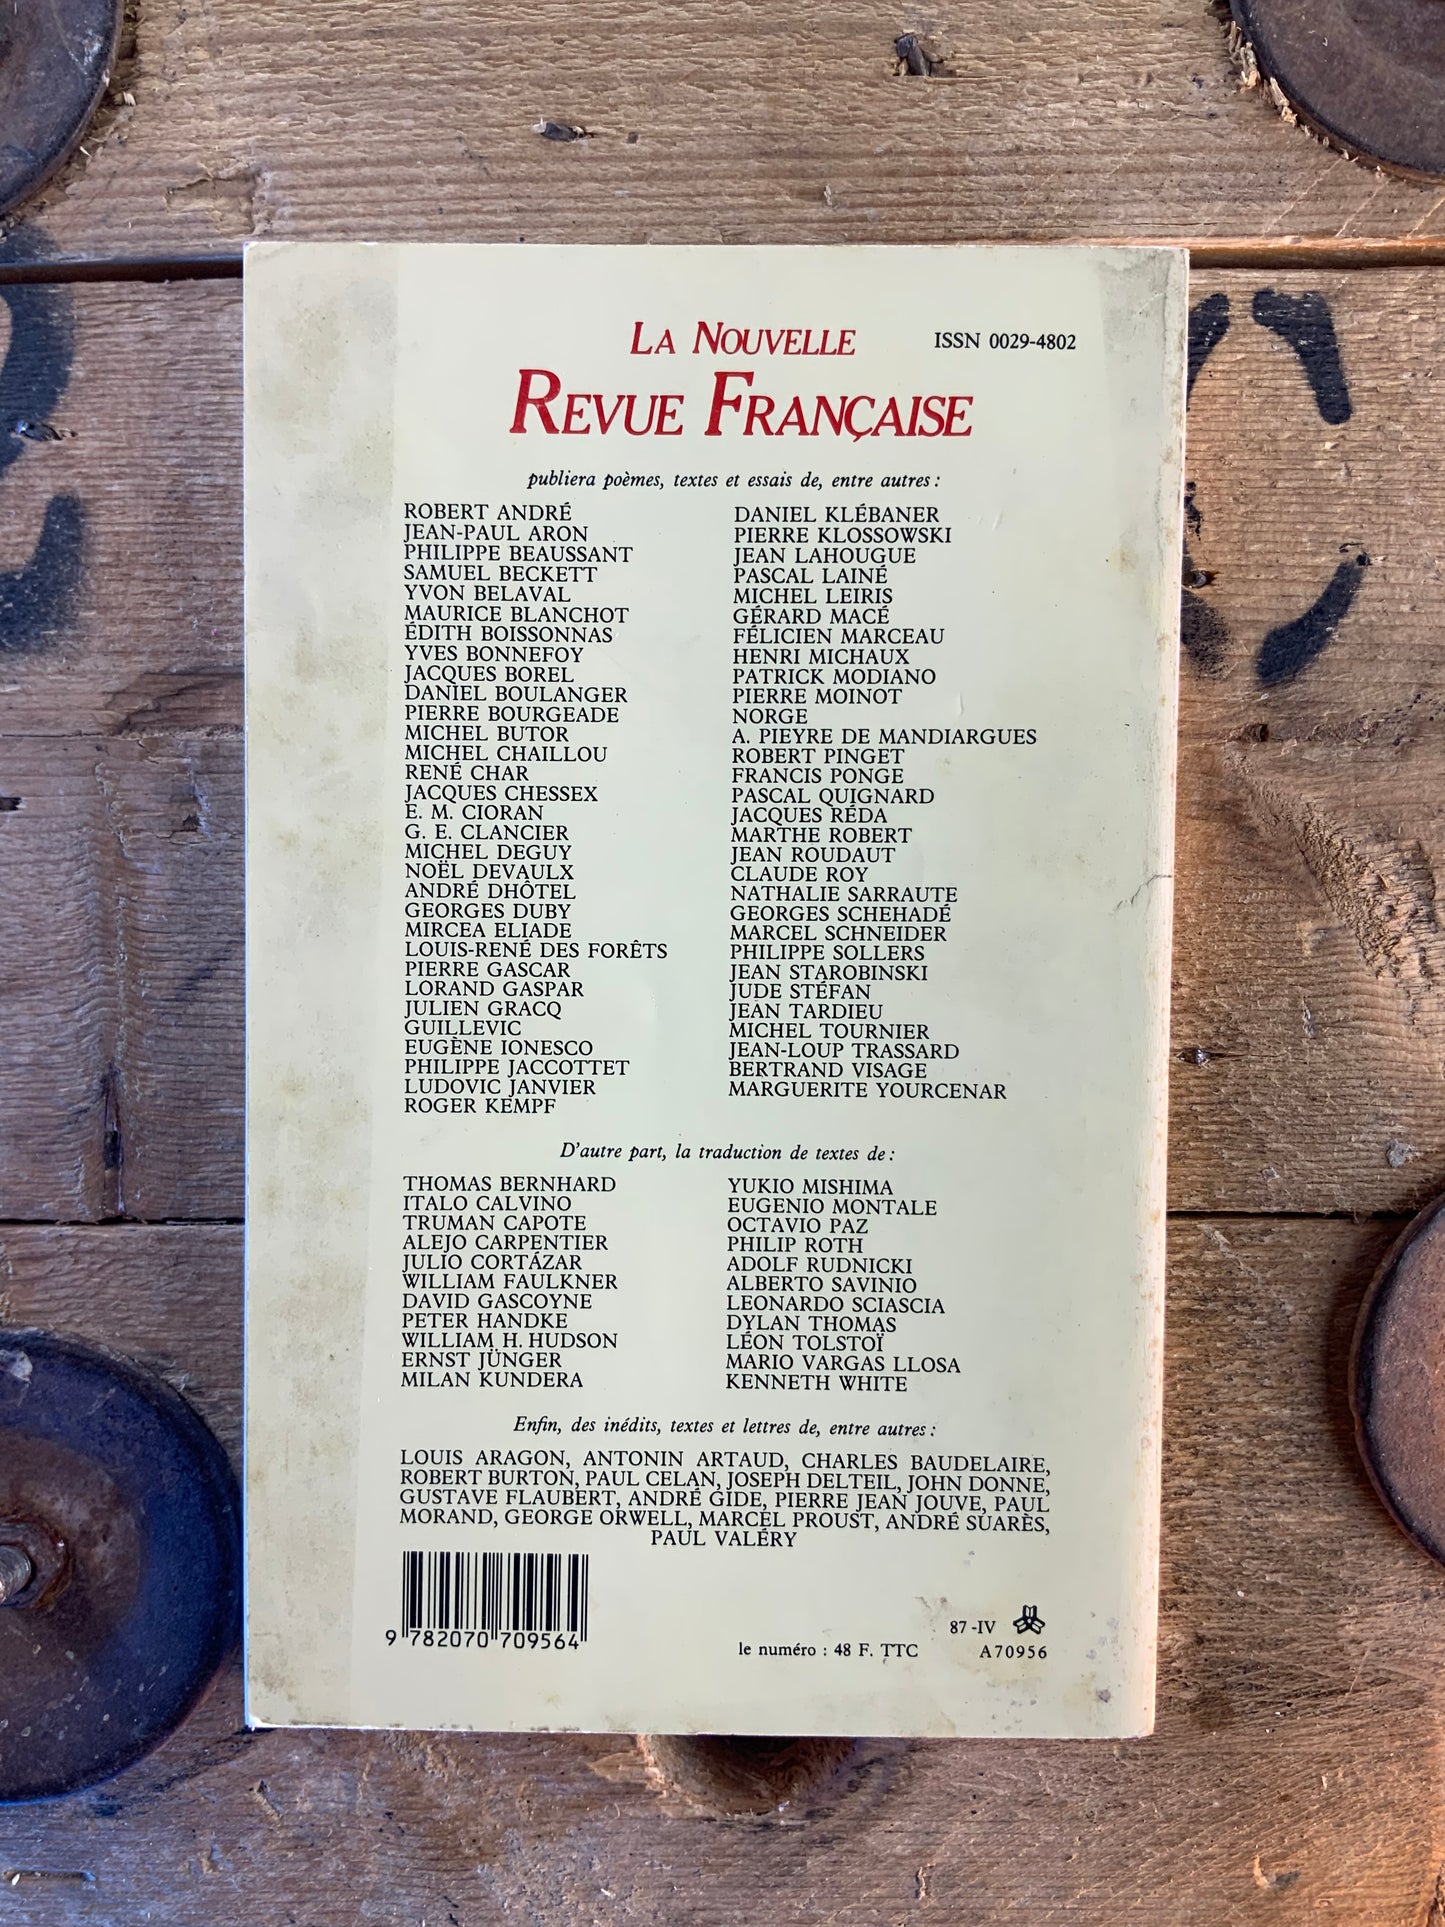 LA NOUVELLE
ISSN 0029-4802
REVUE FRANÇAISE
publiera poèmes, textes et essais de, entre autres :
ROBERT ANDRÉ
JEAN-PAUL ARON
PHILIPPE BEAUSSANT
SAMUEL BECKETT
YVON BELAVAL
MAURICE BLANCHOT
ÉDITH BOISSONNAS
YVES BONNEFOY
JACQUES BOREL
DANIEL BOULANGER
PIERRE BOURGEADE
MICHEL BUTOR
MICHEL CHAILLOU
RENÉ CHAR
JACQUES CHESSEX
E. M. CIORAN
G. E. CLANCIER
MICHEL DEGUY
NOËL DEVAULX
ANDRÉ DHÔTEL
GEORGES DUBY
MIRCEA ELIADE
LOUIS-RENÉ DES FORÊTS
PIERRE GASCAR
LORAND GASPAR
JULIEN GRACQ
GUILLEVIC
EUGÈNE IONESCO
PHILIPPE JACCOTTET
LUDOVIC JANVIER
ROGER KEMPF
DANIEL KLÉBANER
PIERRE KLOSSOWSKI
JEAN LAHOUGUE
PASCAL LAINÉ
MICHEL LEIRIS
GÉRARD MACÉ
FÉLICIEN MARCEAU
HENRI MICHAUX
PATRICK MODIANO
PIERRE MOINOT
NORGE
A. PIEYRE DE MANDIARGUES
ROBERT PINGET
FRANCIS PONGE
PASCAL QUIGNARD
JACQUES RÉDA
MARTHE ROBERT
JEAN ROUDAUT
CLAUDE ROY
NATHALIE SARRAUTE
GEORGES SCHEHADÉ
MARCEL SCHNEIDER
PHILIPPE SOLLERS
JEAN STAROBINSKI
JUDE STÉFAN
JEAN TARDIEU
MICHEL TOURNIER
JEAN-LOUP TRASSARD
BERTRAND VISAGE
MARGUERITE YOURCENAR
D'autre part, la traduction de textes de :
THOMAS BERNHARD
ITALO CALVINO
TRUMAN CAPOTE
ALEJO CARPENTIER
JULIO CORTÁZAR
WILLIAM FAULKNER
DAVID GASCOYNE
PETER HANDKE
WILLIAM H. HUDSON
ERNST JÜNGER
MILAN KUNDERA
YUKIO MISHIMA
EUGENIO MONTALE
OCTAVIO PAZ
PHILIP ROTH
ADOLF RUDNICKI
ALBERTO SAVINIO
LEONARDO SCIASCIA
DYLAN THOMAS
LÉON TOLSTOÏ
MARIO VARGAS LLOSA
KENNETH WHITE
Enfin, des inédits, textes et lettres de, entre autres :
LOUIS ARAGON, ANTONIN ARTAUD, CHARLES BAUDELAIRE,
ROBERT BURTON, PAUL CELAN, JOSEPH DELTEIL, JOHN DONNE,
GUSTAVE FLAUBERT, ANDRÉ GIDE, PIERRE JEAN JOUVE, PAUL
MORAND, GEORGE ORWELL, MARCEL PROUST, ANDRÉ SUARÈS,
PAUL VALÉRY
9 782070 709564
le numéro : 48 F. TTC
87-IV
A70956